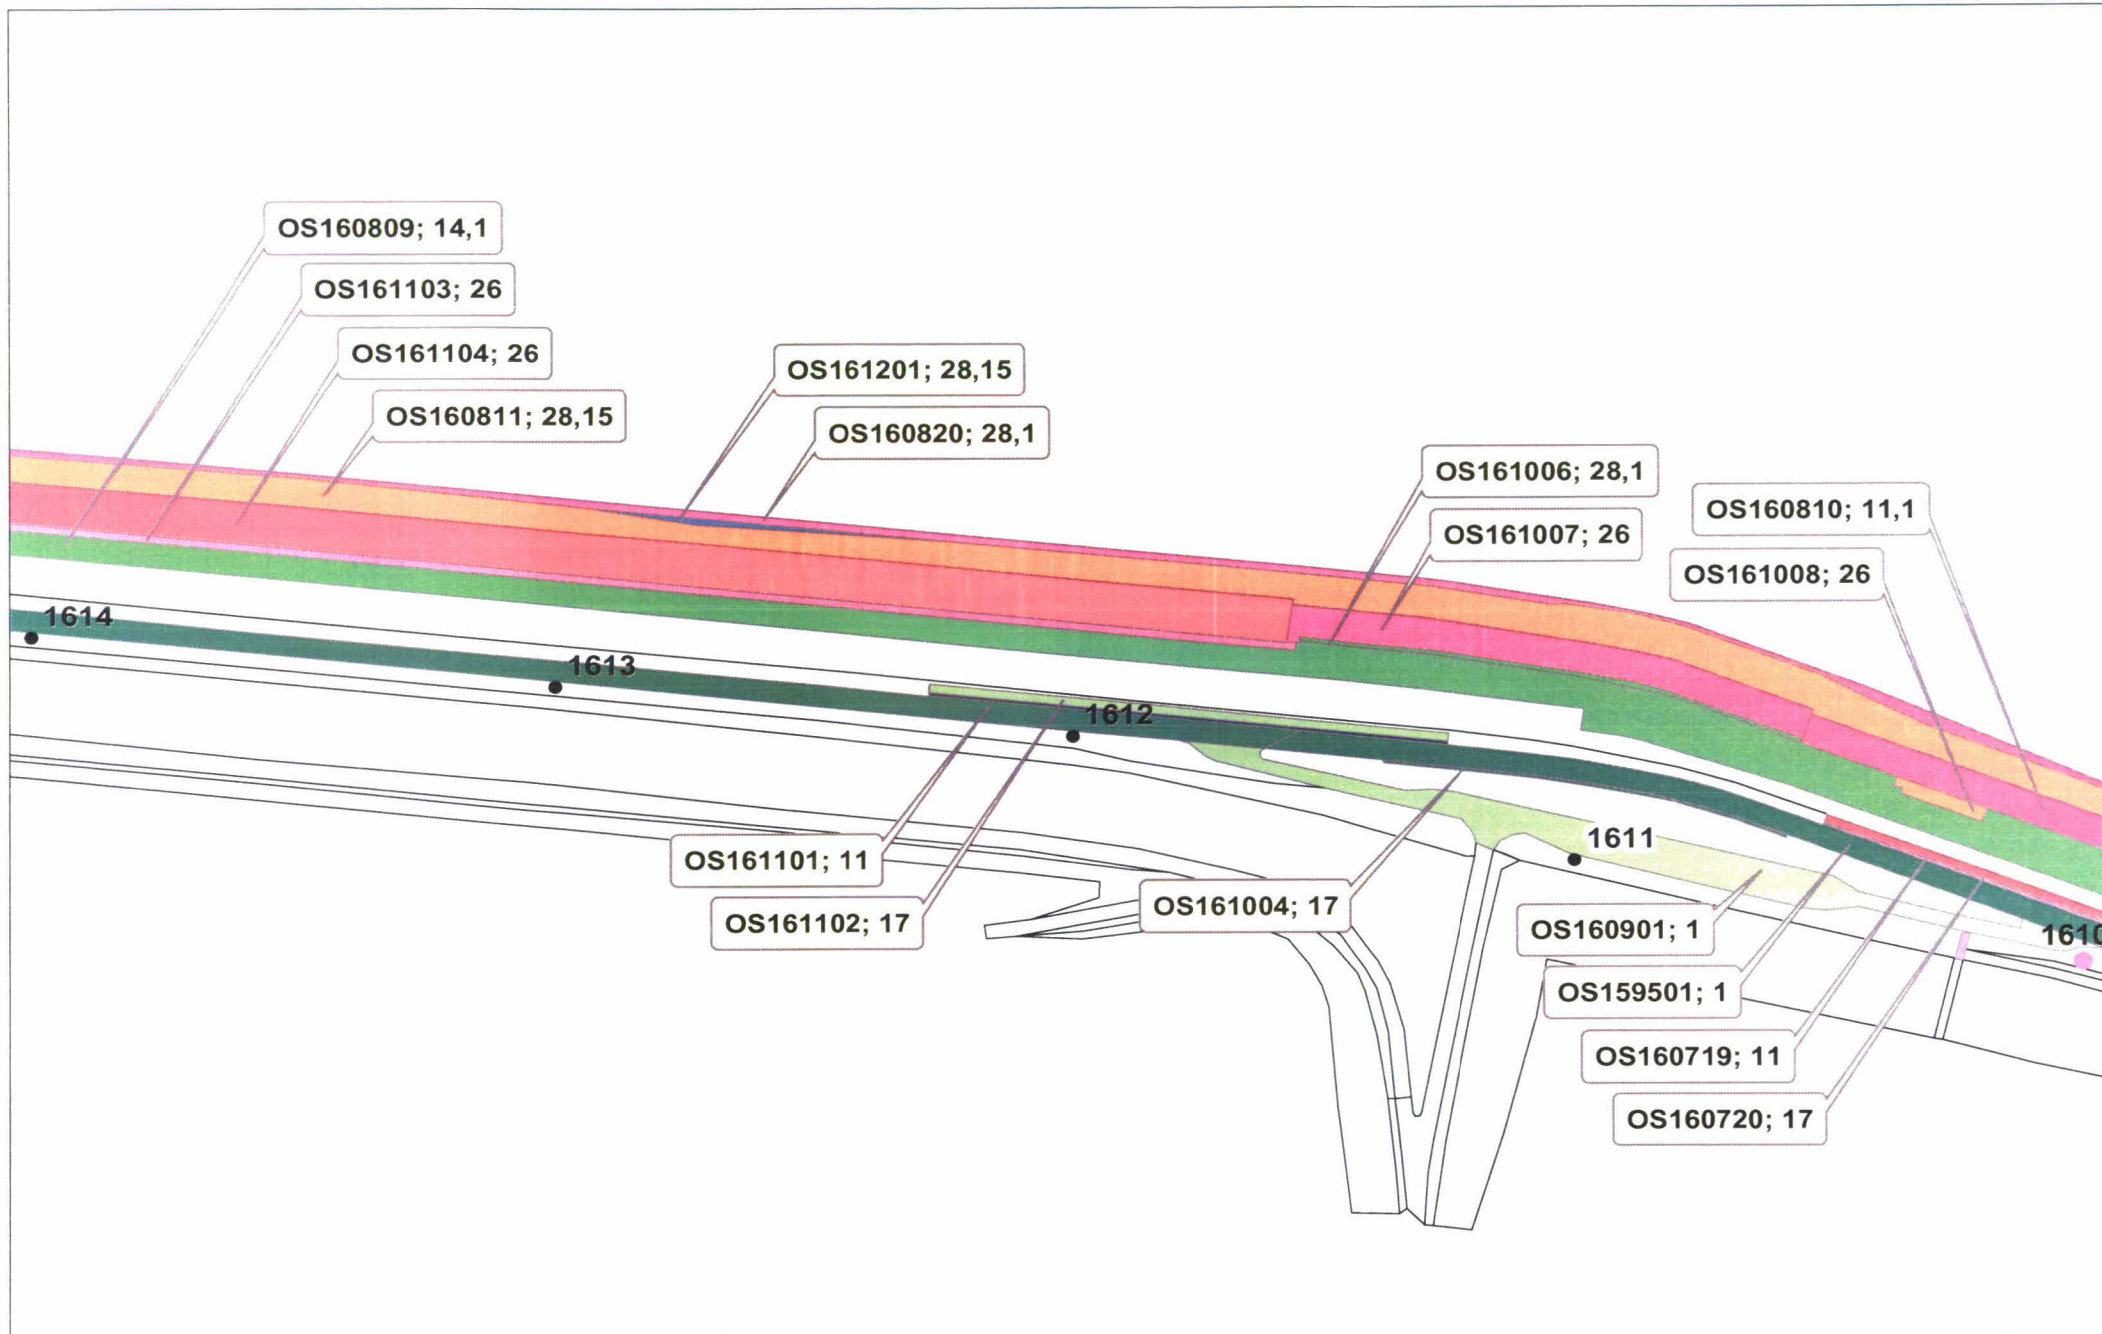 OS160809; 14,1
OS161103; 26
OS161104; 26
OS160811; 28,15
OS161201; 28,15
OS160820; 28,1
OS161006; 28,1
OS161007; 26
OS160810; 11,1
OS161008; 26
1614
1613
1612
1611
1610
OS161101; 11
OS161102; 17
OS161004; 17
OS160901; 1
OS159501; 1
OS160719; 11
OS160720; 17